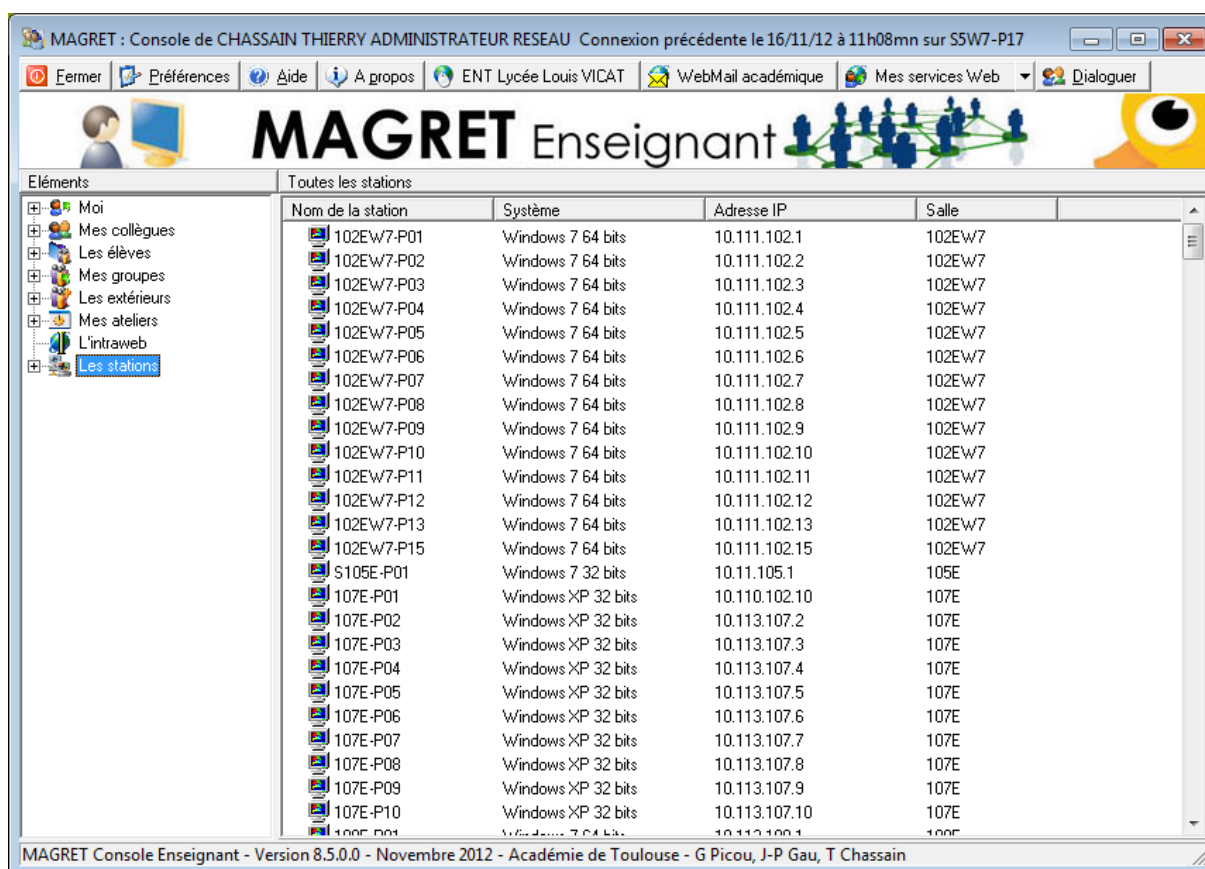 MAGRET : Console de CHASSAIN THIERRY ADMINISTRATEUR RESEAU Connexion précédente le 16/11/12 à 11h08mn sur S5W7-P17
Fermer Préférences Aide A propos ENT Lycée Louis VICAT WebMail académique Mes services Web Dialoguer
MAGRET Enseignant
Eléments Toutes les stations
Moi
Mes collègues
Les élèves
Mes groupes
Les extérieurs
Mes ateliers
L'intraweb
Les stations
Nom de la station Système Adresse IP Salle
102EW7-P01 Windows 7 64 bits 10.111.102.1 102EW7
102EW7-P02 Windows 7 64 bits 10.111.102.2 102EW7
102EW7-P03 Windows 7 64 bits 10.111.102.3 102EW7
102EW7-P04 Windows 7 64 bits 10.111.102.4 102EW7
102EW7-P05 Windows 7 64 bits 10.111.102.5 102EW7
102EW7-P06 Windows 7 64 bits 10.111.102.6 102EW7
102EW7-P07 Windows 7 64 bits 10.111.102.7 102EW7
102EW7-P08 Windows 7 64 bits 10.111.102.8 102EW7
102EW7-P09 Windows 7 64 bits 10.111.102.9 102EW7
102EW7-P10 Windows 7 64 bits 10.111.102.10 102EW7
102EW7-P11 Windows 7 64 bits 10.111.102.11 102EW7
102EW7-P12 Windows 7 64 bits 10.111.102.12 102EW7
102EW7-P13 Windows 7 64 bits 10.111.102.13 102EW7
102EW7-P15 Windows 7 64 bits 10.111.102.15 102EW7
S105E-P01 Windows 7 32 bits 10.11.105.1 105E
107E-P01 Windows XP 32 bits 10.110.102.10 107E
107E-P02 Windows XP 32 bits 10.113.107.2 107E
107E-P03 Windows XP 32 bits 10.113.107.3 107E
107E-P04 Windows XP 32 bits 10.113.107.4 107E
107E-P05 Windows XP 32 bits 10.113.107.5 107E
107E-P06 Windows XP 32 bits 10.113.107.6 107E
107E-P07 Windows XP 32 bits 10.113.107.7 107E
107E-P08 Windows XP 32 bits 10.113.107.8 107E
107E-P09 Windows XP 32 bits 10.113.107.9 107E
107E-P10 Windows XP 32 bits 10.113.107.10 107E
MAGRET Console Enseignant - Version 8.5.0.0 - Novembre 2012 - Académie de Toulouse - G Picou, J-P Gau, T Chassain